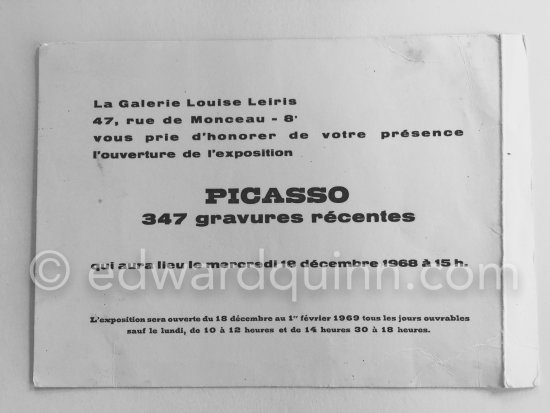 La Galerie Louise Leiris
47, rue de Monceau - 8ᵉ
vous prie d'honorer de votre présence
l'ouverture de l'exposition
PICASSO
347 gravures récentes
qui aura lieu le mercredi 18 décembre 1968 à 15 h.
© edwardquinn.com
L'exposition sera ouverte du 18 décembre au 1ᵉʳ février 1969 tous les jours ouvrables
sauf le lundi, de 10 à 12 heures et de 14 heures 30 à 18 heures.